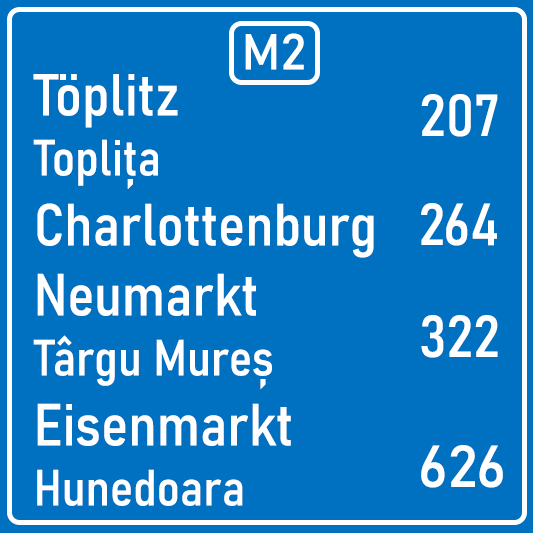 M2
Töplitz 207
Toplița
Charlottenburg 264
Neumarkt 322
Târgu Mureș
Eisenmarkt 626
Hunedoara